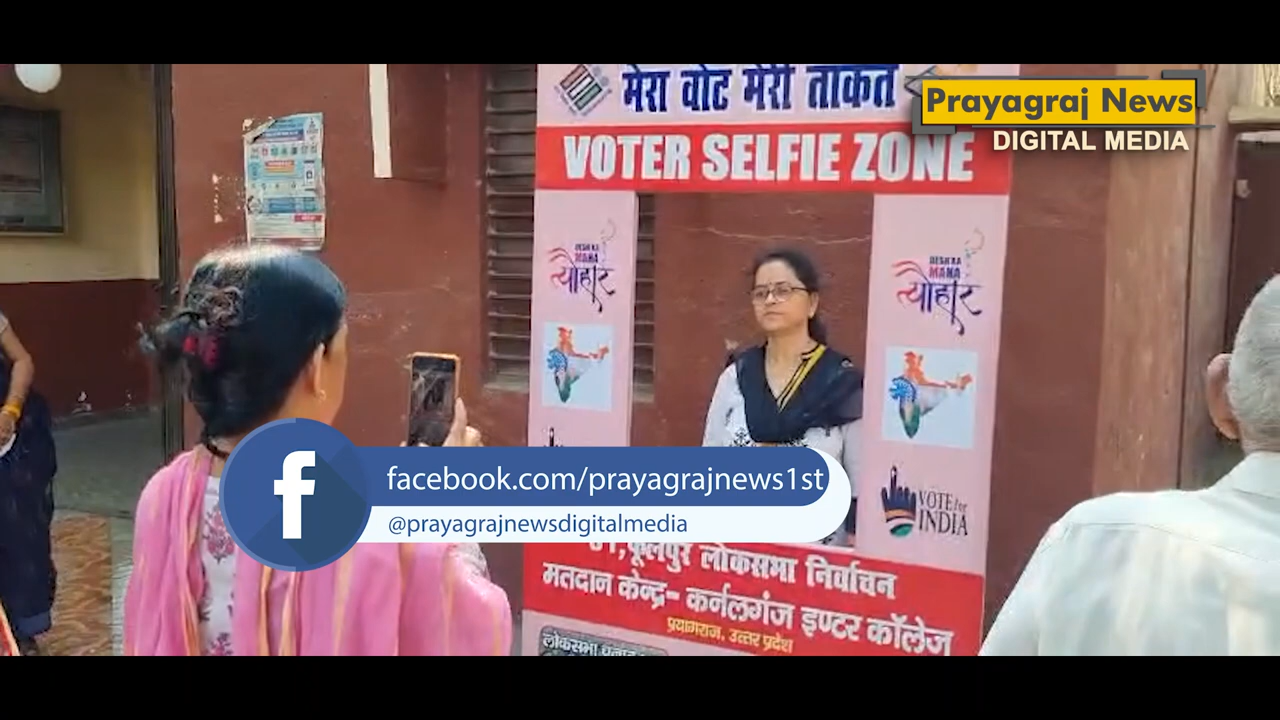 मेरा वोट मेरी ताकत
Prayagraj News
DIGITAL MEDIA
VOTER SELFIE ZONE
DESH KA
MAHA
त्यौहार
DESH KA
MAHA
त्यौहार
facebook.com/prayagrajnews1st
@prayagrajnewsdigitalmedia
VOTE for
INDIA
फूलपुर लोकसभा निर्वाचन
मतदान केन्द्र- कर्नलगंज इण्टर कॉलेज
प्रयागराज, उत्तर प्रदेश
लोकसभा चुनाव